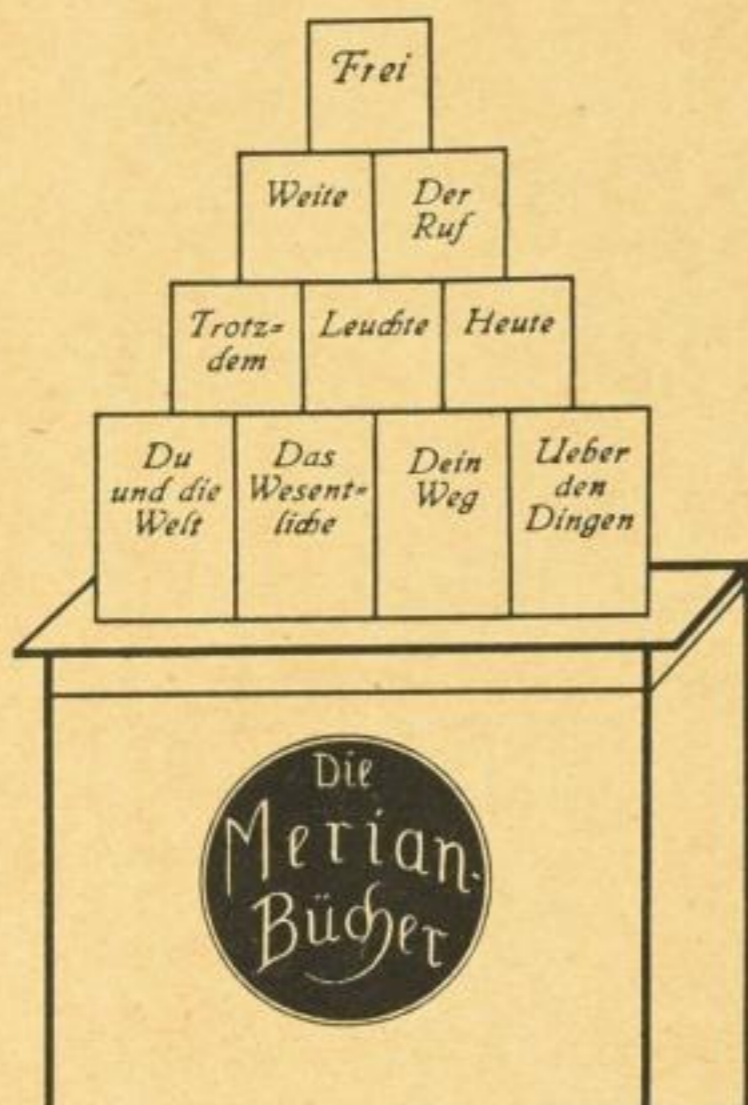 Frei
Weite
Der
Ruf
Trotz=
dem
Leuchte
Heute
Du
und die
Welt
Das
Wesent=
liche
Dein
Weg
Ueber
den
Dingen
Die
Merian-
Bücher